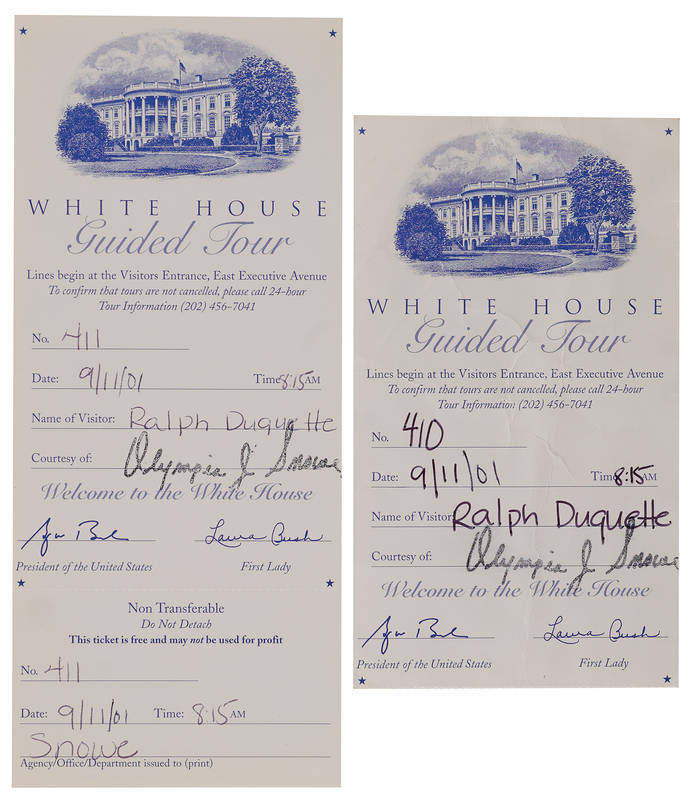 WHITE HOUSE
Guided Tour
Lines begin at the Visitors Entrance, East Executive Avenue
To confirm that tours are not cancelled, please call 24-hour
Tour Information (202) 456-7041
No. 411
Date: 9/11/01 Time 8:15 AM
Name of Visitor: Ralph Duquette
Courtesy of: Olympia J. Snowe
Welcome to the White House
Laura Bush
President of the United States First Lady
Non Transferable
Do Not Detach
This ticket is free and may not be used for profit
No. 411
Date: 9/11/01 Time: 8:15 AM
Snowe
Agency/Office/Department issued to (print)
WHITE HOUSE
Guided Tour
Lines begin at the Visitors Entrance, East Executive Avenue
To confirm that tours are not cancelled, please call 24-hour
Tour Information (202) 456-7041
No. 410
Date: 9/11/01 Time 8:15 AM
Name of Visitor Ralph Duquette
Courtesy of: Olympia J. Snowe
Welcome to the White House
Laura Bush
President of the United States First Lady